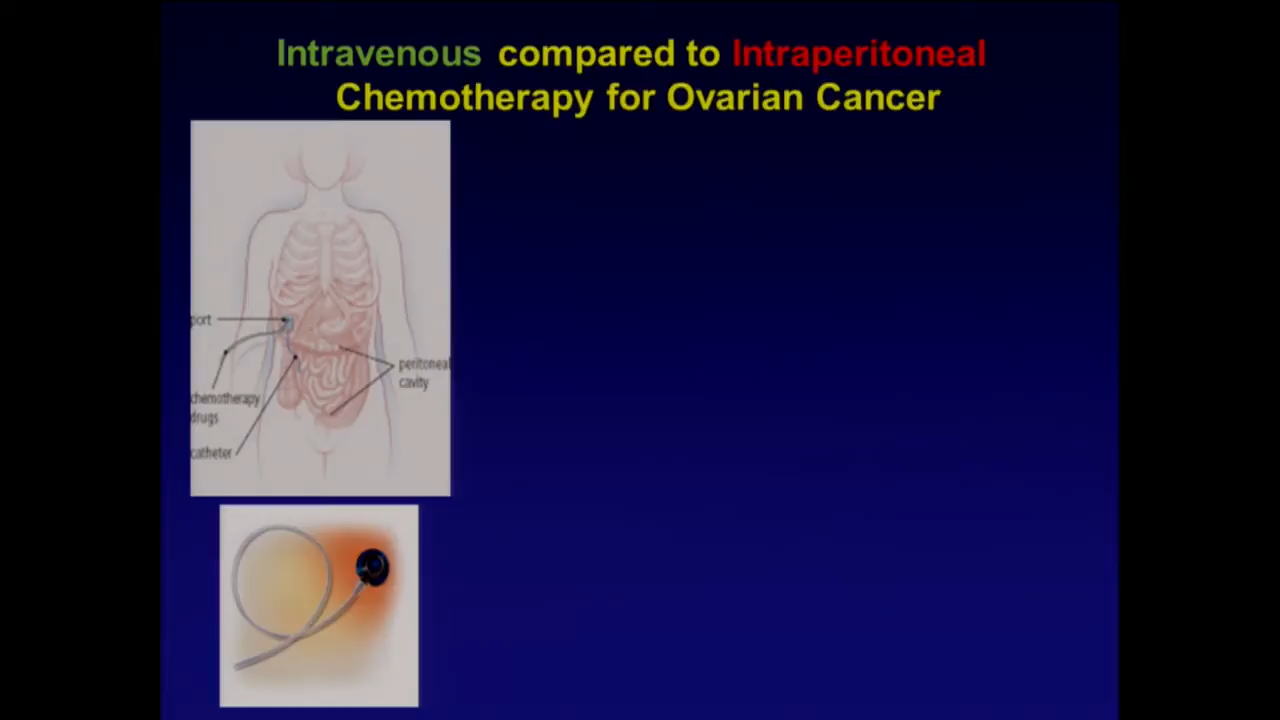 Intravenous compared to Intraperitoneal
Chemotherapy for Ovarian Cancer
port
peritoneal
cavity
chemotherapy
drugs
catheter